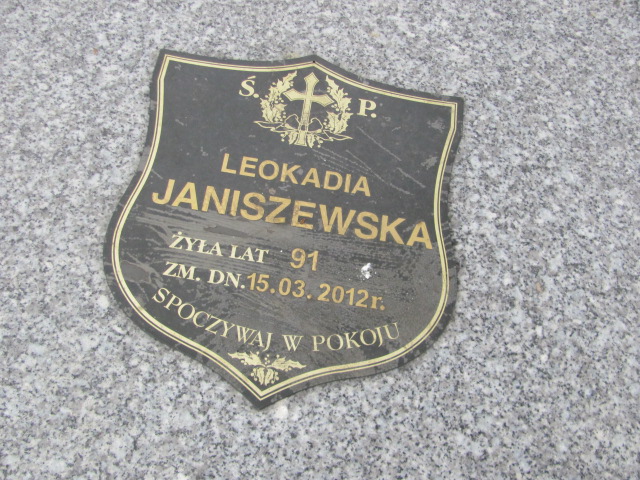 Ś. P.
LEOKADIA
JANISZEWSKA
ŻYŁA LAT 91
ZM. DN. 15.03.2012r.
SPOCZYWAJ W POKOJU